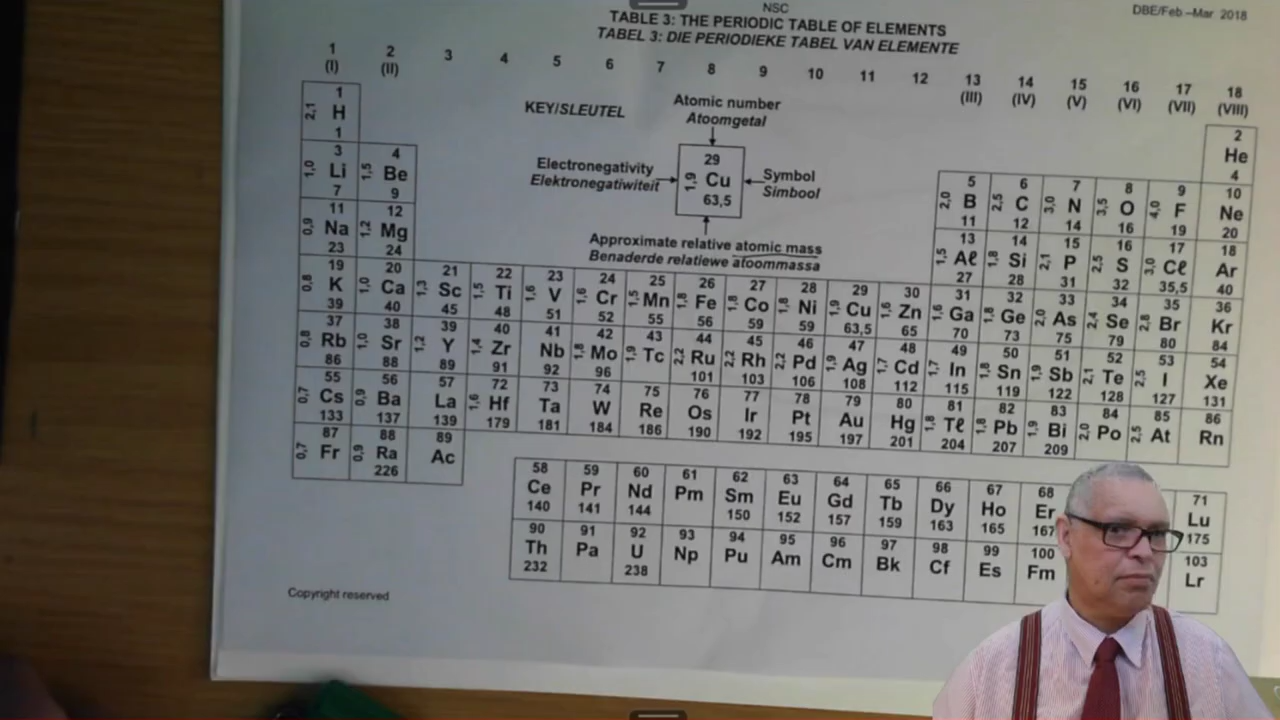 NSC
DBE/Feb.–Mar. 2018
TABLE 3: THE PERIODIC TABLE OF ELEMENTS
TABEL 3: DIE PERIODIEKE TABEL VAN ELEMENTE
1 2 3 4 5 6 7 8 9 10 11 12 13 14 15 16 17 18
(I) (II) (III) (IV) (V) (VI) (VII) (VIII)
KEY/SLEUTEL
Atomic number
Atoomgetal
Electronegativity
Elektronegatiwiteit
29
1,9 Cu
63,5
Symbol
Simbool
Approximate relative atomic mass
Benaderde relatiewe atoommassa
1 2
2,1 H He
1 4
3 4 5 6 7 8 9 10
1,0 Li 1,5 Be 2,0 B 2,5 C 3,0 N 3,5 O 4,0 F Ne
7 9 11 12 14 16 19 20
11 12 13 14 15 16 17 18
0,9 Na 1,2 Mg 1,5 Aℓ 1,8 Si 2,1 P 2,5 S 3,0 Cℓ Ar
23 24 27 28 31 32 35,5 40
19 20 21 22 23 24 25 26 27 28 29 30 31 32 33 34 35 36
0,8 K 1,0 Ca 1,3 Sc 1,5 Ti 1,6 V 1,6 Cr 1,5 Mn 1,8 Fe 1,8 Co 1,8 Ni 1,9 Cu 1,6 Zn 1,6 Ga 1,8 Ge 2,0 As 2,4 Se 2,8 Br Kr
39 40 45 48 51 52 55 56 59 59 63,5 65 70 73 75 79 80 84
37 38 39 40 41 42 43 44 45 46 47 48 49 50 51 52 53 54
0,8 Rb 1,0 Sr 1,2 Y 1,4 Zr Nb 1,8 Mo 1,9 Tc 2,2 Ru 2,2 Rh 2,2 Pd 1,9 Ag 1,7 Cd 1,7 In 1,8 Sn 1,9 Sb 2,1 Te 2,5 I Xe
86 88 89 91 92 96 101 103 106 108 112 115 119 122 128 127 131
55 56 57 72 73 74 75 76 77 78 79 80 81 82 83 84 85 86
0,7 Cs 0,9 Ba La 1,6 Hf Ta W Re Os Ir Pt Au Hg 1,8 Tℓ 1,8 Pb 1,9 Bi 2,0 Po 2,5 At Rn
133 137 139 179 181 184 186 190 192 195 197 201 204 207 209
87 88 89
0,7 Fr 0,9 Ra Ac
226
58 59 60 61 62 63 64 65 66 67 68 71
Ce Pr Nd Pm Sm Eu Gd Tb Dy Ho Er Lu
140 141 144 150 152 157 159 163 165 167 175
90 91 92 93 94 95 96 97 98 99 100 103
Th Pa U Np Pu Am Cm Bk Cf Es Fm Lr
232 238
Copyright reserved